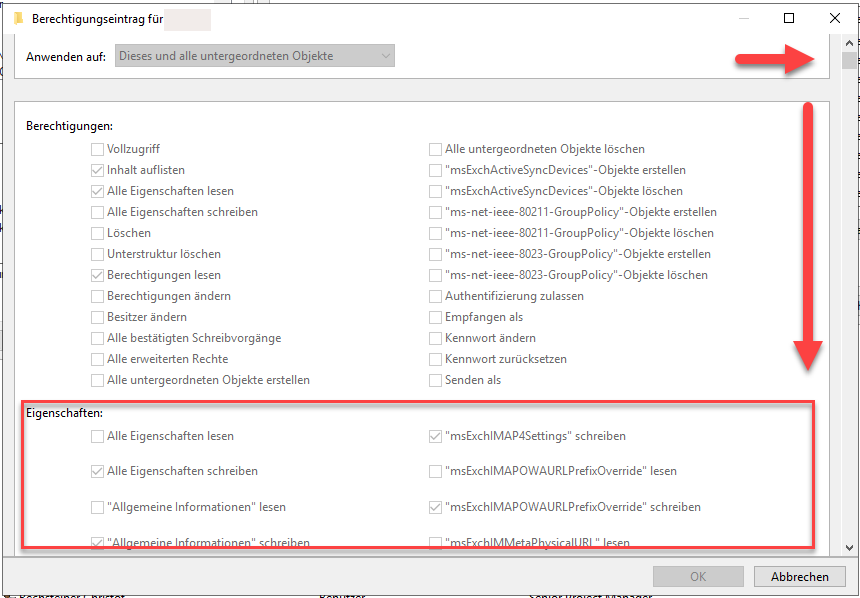 Berechtigungseintrag für
Anwenden auf: Dieses und alle untergeordneten Objekte
Berechtigungen:
Vollzugriff
Alle untergeordneten Objekte löschen
Inhalt auflisten
"msExchActiveSyncDevices"-Objekte erstellen
Alle Eigenschaften lesen
"msExchActiveSyncDevices"-Objekte löschen
Alle Eigenschaften schreiben
"ms-net-ieee-80211-GroupPolicy"-Objekte erstellen
Löschen
"ms-net-ieee-80211-GroupPolicy"-Objekte löschen
Unterstruktur löschen
"ms-net-ieee-8023-GroupPolicy"-Objekte erstellen
Berechtigungen lesen
"ms-net-ieee-8023-GroupPolicy"-Objekte löschen
Berechtigungen ändern
Authentifizierung zulassen
Besitzer ändern
Empfangen als
Alle bestätigten Schreibvorgänge
Kennwort ändern
Alle erweiterten Rechte
Kennwort zurücksetzen
Alle untergeordneten Objekte erstellen
Senden als
Eigenschaften:
Alle Eigenschaften lesen
"msExchIMAP4Settings" schreiben
Alle Eigenschaften schreiben
"msExchIMAPOWAURLPrefixOverride" lesen
"Allgemeine Informationen" lesen
"msExchIMAPOWAURLPrefixOverride" schreiben
"Allgemeine Informationen" schreiben
"msExchIMMetaPhysicalURL" lesen
OK
Abbrechen